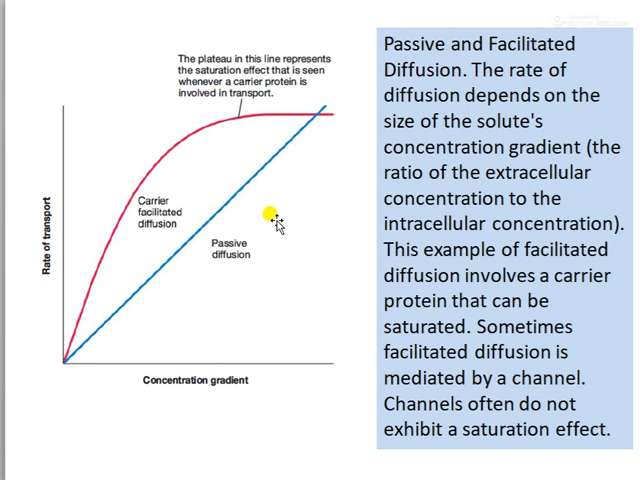 The plateau in this line represents
the saturation effect that is seen
whenever a carrier protein is
involved in transport.
Carrier
facilitated
diffusion
Passive
diffusion
Rate of transport
Concentration gradient
Passive and Facilitated
Diffusion. The rate of
diffusion depends on the
size of the solute's
concentration gradient (the
ratio of the extracellular
concentration to the
intracellular concentration).
This example of facilitated
diffusion involves a carrier
protein that can be
saturated. Sometimes
facilitated diffusion is
mediated by a channel.
Channels often do not
exhibit a saturation effect.